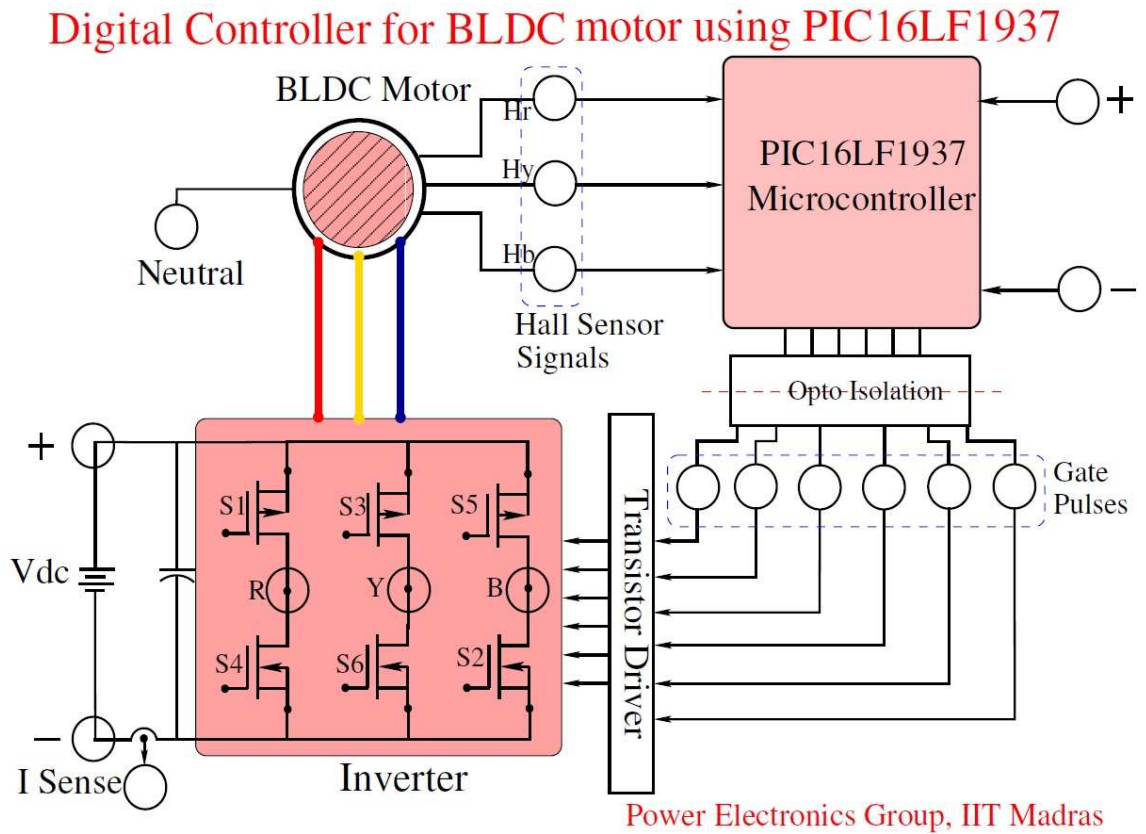 Digital Controller for BLDC motor using PIC16LF1937
BLDC Motor
Hr
Hy
Hb
Neutral
Hall Sensor
Signals
PIC16LF1937
Microcontroller
+
−
Opto Isolation
Gate
Pulses
Transistor Driver
+
Vdc
−
I Sense
S1
S3
S5
R
Y
B
S4
S6
S2
Inverter
Power Electronics Group, IIT Madras